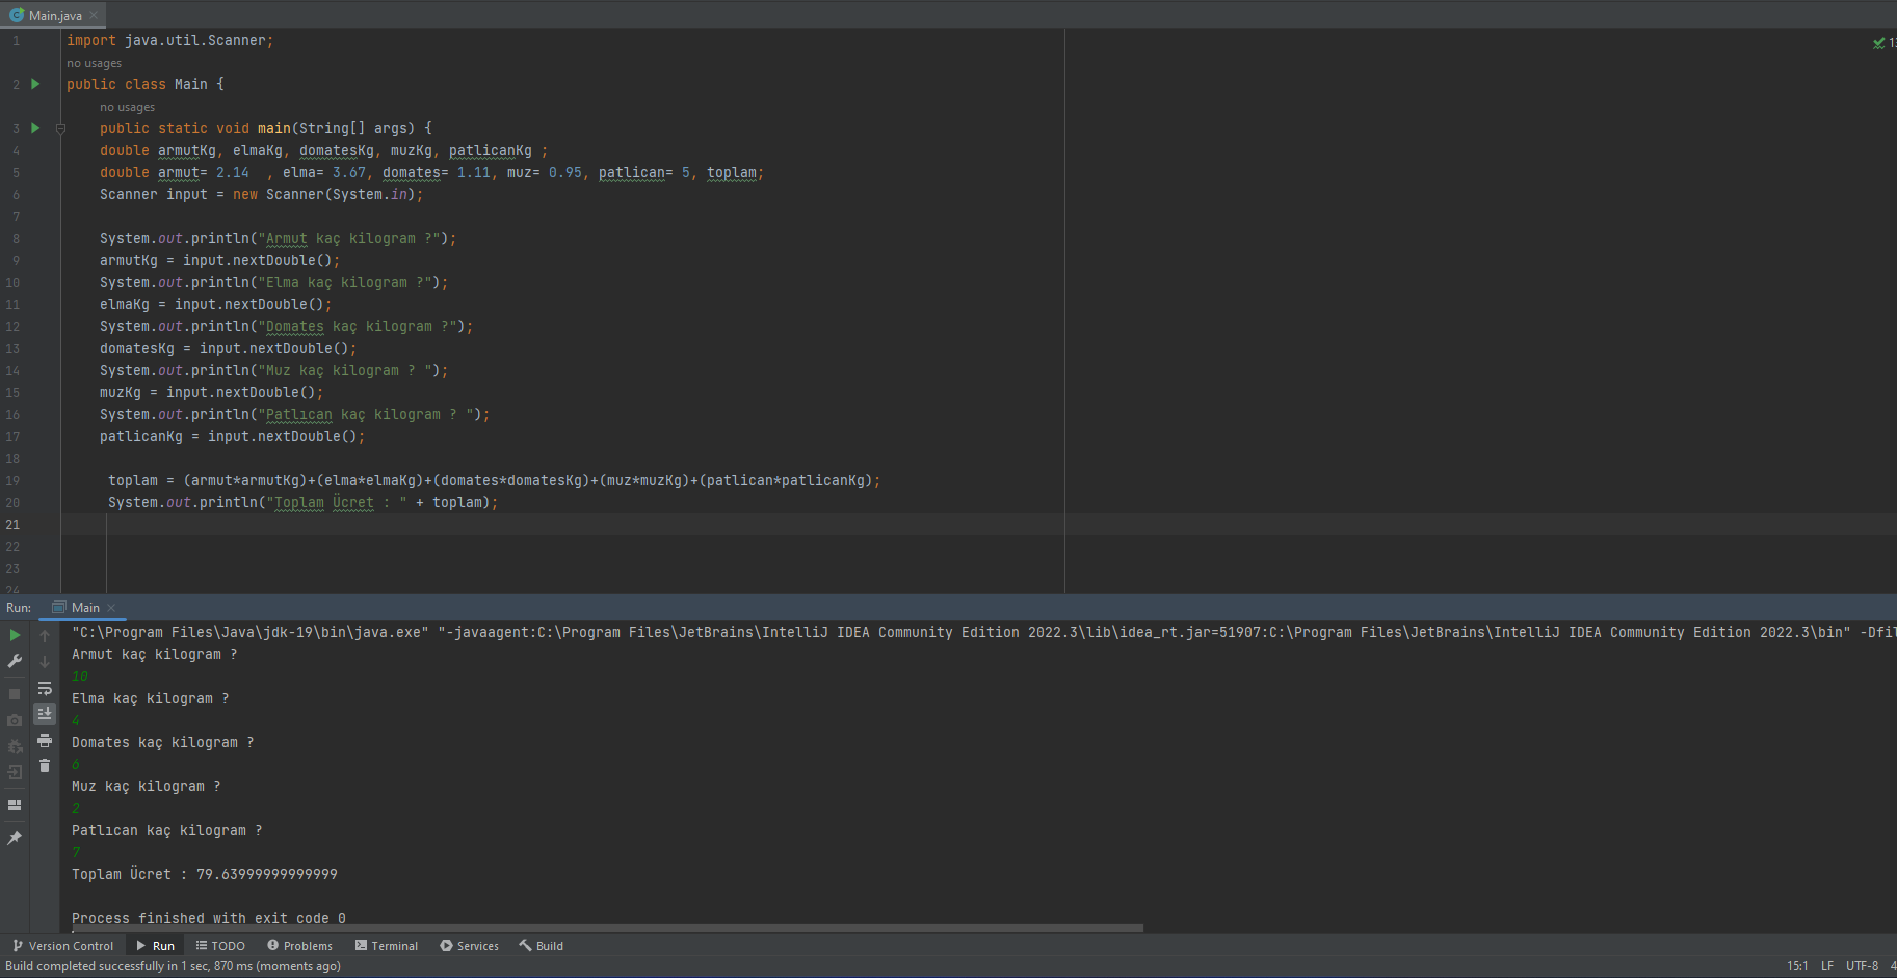 Main.java
1 import java.util.Scanner;
no usages
2 public class Main {
no usages
3 public static void main(String[] args) {
4 double armutKg, elmaKg, domatesKg, muzKg, patlicanKg ;
5 double armut= 2.14  , elma= 3.67, domates= 1.11, muz= 0.95, patlican= 5, toplam;
6 Scanner input = new Scanner(System.in);
7
8 System.out.println("Armut kaç kilogram ?");
9 armutKg = input.nextDouble();
10 System.out.println("Elma kaç kilogram ?");
11 elmaKg = input.nextDouble();
12 System.out.println("Domates kaç kilogram ?");
13 domatesKg = input.nextDouble();
14 System.out.println("Muz kaç kilogram ? ");
15 muzKg = input.nextDouble();
16 System.out.println("Patlıcan kaç kilogram ? ");
17 patlicanKg = input.nextDouble();
18
19 toplam = (armut*armutKg)+(elma*elmaKg)+(domates*domatesKg)+(muz*muzKg)+(patlican*patlicanKg);
20 System.out.println("Toplam Ücret : " + toplam);
21
22
23
24
Run: Main
"C:\Program Files\Java\jdk-19\bin\java.exe" "-javaagent:C:\Program Files\JetBrains\IntelliJ IDEA Community Edition 2022.3\lib\idea_rt.jar=51907:C:\Program Files\JetBrains\IntelliJ IDEA Community Edition 2022.3\bin" -Dfil
Armut kaç kilogram ?
10
Elma kaç kilogram ?
4
Domates kaç kilogram ?
6
Muz kaç kilogram ?
2
Patlıcan kaç kilogram ?
7
Toplam Ücret : 79.63999999999999
Process finished with exit code 0
Version Control Run TODO Problems Terminal Services Build
Build completed successfully in 1 sec, 870 ms (moments ago) 15:1 LF UTF-8 4